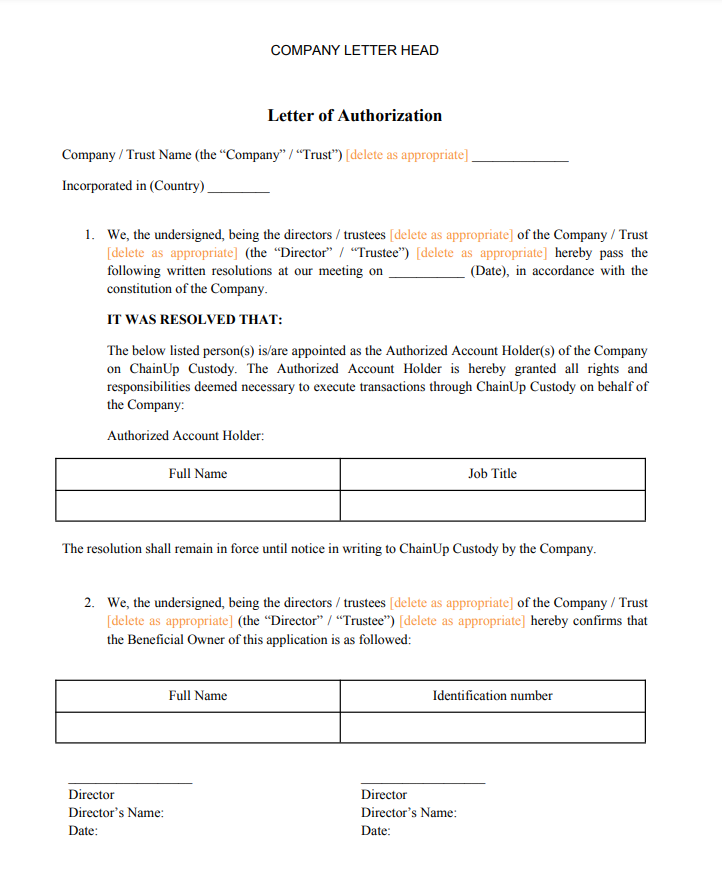 COMPANY LETTER HEAD
Letter of Authorization
Company / Trust Name (the “Company” / “Trust”) [delete as appropriate] ______________
Incorporated in (Country) _________
1. We, the undersigned, being the directors / trustees [delete as appropriate] of the Company / Trust
[delete as appropriate] (the “Director” / “Trustee”) [delete as appropriate] hereby pass the
following written resolutions at our meeting on ___________ (Date), in accordance with the
constitution of the Company.
IT WAS RESOLVED THAT:
The below listed person(s) is/are appointed as the Authorized Account Holder(s) of the Company
on ChainUp Custody. The Authorized Account Holder is hereby granted all rights and
responsibilities deemed necessary to execute transactions through ChainUp Custody on behalf of
the Company:
Authorized Account Holder:
Full Name Job Title
The resolution shall remain in force until notice in writing to ChainUp Custody by the Company.
2. We, the undersigned, being the directors / trustees [delete as appropriate] of the Company / Trust
[delete as appropriate] (the “Director” / “Trustee”) [delete as appropriate] hereby confirms that
the Beneficial Owner of this application is as followed:
Full Name Identification number
__________________ __________________
Director Director
Director’s Name: Director’s Name:
Date: Date: